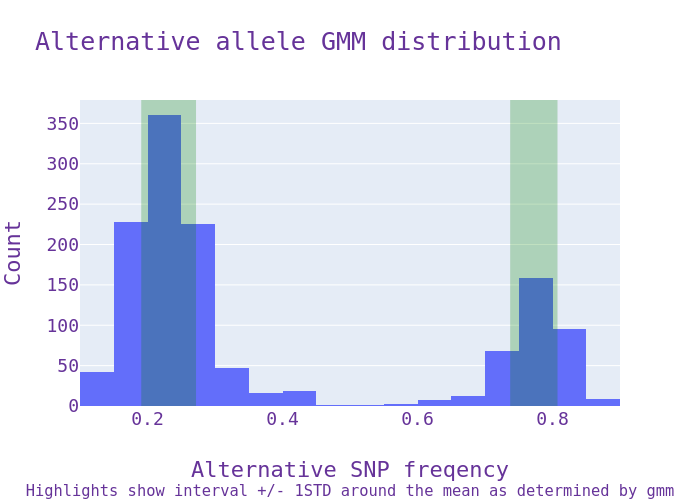 Alternative allele GMM distribution
350
300
250
200
150
100
50
0
Count
0.2 0.4 0.6 0.8
Alternative SNP freqency
Highlights show interval +/- 1STD around the mean as determined by gmm